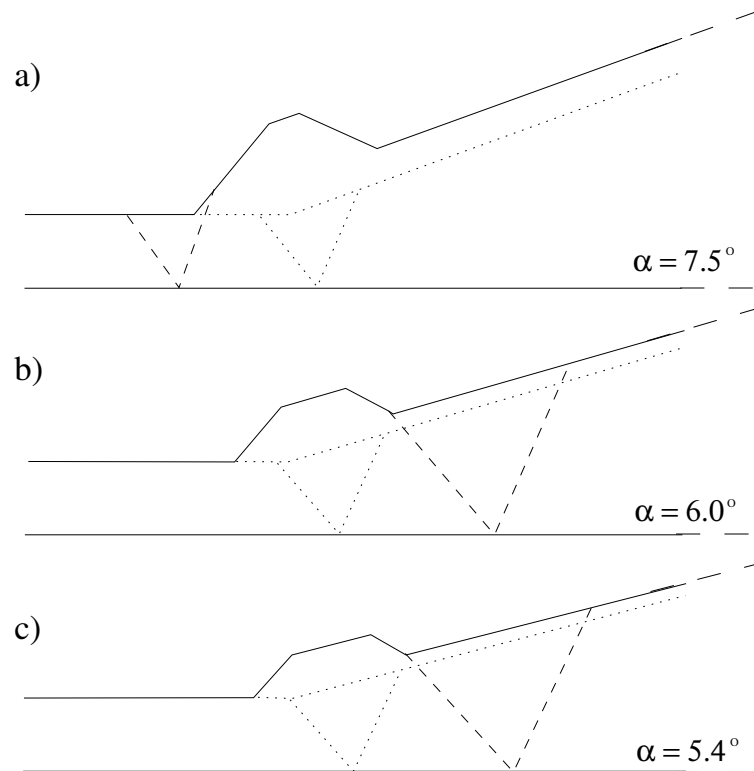 a)
α = 7.5°
b)
α = 6.0°
c)
α = 5.4°